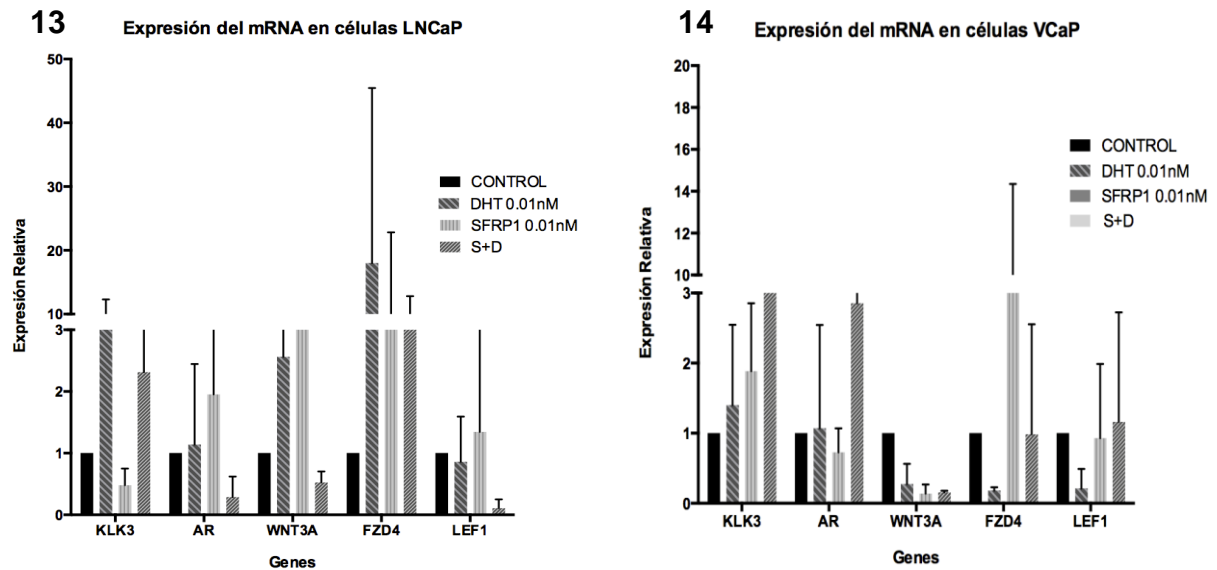 13
Expresión del mRNA en células LNCaP
50
40
30
20
10
3
2
1
0
Expresión Relativa
CONTROL
DHT 0.01nM
SFRP1 0.01nM
S+D
KLK3 AR WNT3A FZD4 LEF1
Genes
14
Expresión del mRNA en células VCaP
20
18
16
14
12
10
3
2
1
0
Expresión Relativa
CONTROL
DHT 0.01nM
SFRP1 0.01nM
S+D
KLK3 AR WNT3A FZD4 LEF1
Genes